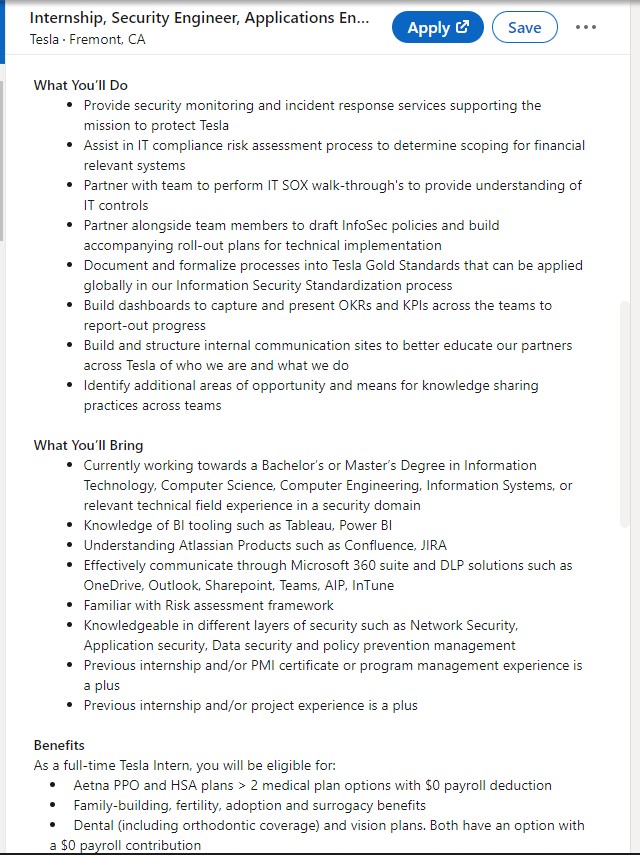 Internship, Security Engineer, Applications En...
Apply
Save
Tesla · Fremont, CA
What You'll Do
• Provide security monitoring and incident response services supporting the
mission to protect Tesla
• Assist in IT compliance risk assessment process to determine scoping for financial
relevant systems
• Partner with team to perform IT SOX walk-through's to provide understanding of
IT controls
• Partner alongside team members to draft InfoSec policies and build
accompanying roll-out plans for technical implementation
• Document and formalize processes into Tesla Gold Standards that can be applied
globally in our Information Security Standardization process
• Build dashboards to capture and present OKRs and KPIs across the teams to
report-out progress
• Build and structure internal communication sites to better educate our partners
across Tesla of who we are and what we do
• Identify additional areas of opportunity and means for knowledge sharing
practices across teams
What You'll Bring
• Currently working towards a Bachelor's or Master's Degree in Information
Technology, Computer Science, Computer Engineering, Information Systems, or
relevant technical field experience in a security domain
• Knowledge of BI tooling such as Tableau, Power BI
• Understanding Atlassian Products such as Confluence, JIRA
• Effectively communicate through Microsoft 360 suite and DLP solutions such as
OneDrive, Outlook, Sharepoint, Teams, AIP, InTune
• Familiar with Risk assessment framework
• Knowledgeable in different layers of security such as Network Security,
Application security, Data security and policy prevention management
• Previous internship and/or PMI certificate or program management experience is
a plus
• Previous internship and/or project experience is a plus
Benefits
As a full-time Tesla Intern, you will be eligible for:
• Aetna PPO and HSA plans > 2 medical plan options with $0 payroll deduction
• Family-building, fertility, adoption and surrogacy benefits
• Dental (including orthodontic coverage) and vision plans. Both have an option with
a $0 payroll contribution